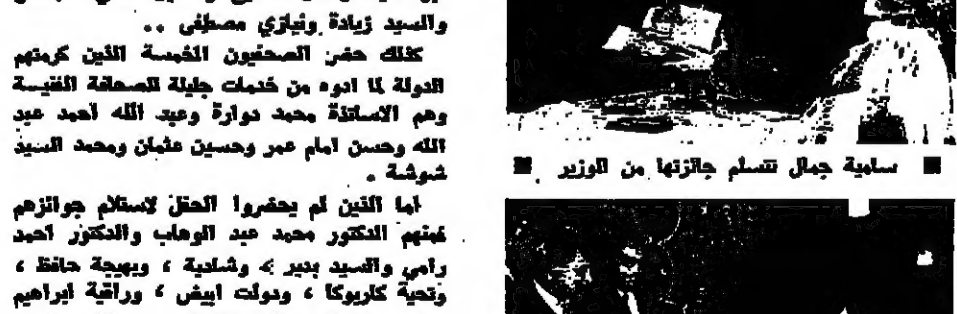 والسيد زيادة ونيازي مصطفى ..
كذلك حضر الصحفيون الخمسة الذين كرمتهم
الدولة لما ادوه من خدمات جليلة للصحافة الفنية
وهم الاساتذة محمد دوارة وعبد الله احمد عبد
الله وحسن امام عمر وحسين عثمان ومحمد السيد
شوشة .
اما الذين لم يحضروا الحفل لاستلام جوائزهم
فمنهم الدكتور محمد عبد الوهاب والدكتور احمد
رامي والسيد بدير ، وشادية ، وبهيجة حافظ ،
وتحية كاريوكا ، ودولت ابيض ، وراقية ابراهيم
سامية جمال تتسلم جائزتها من الوزير